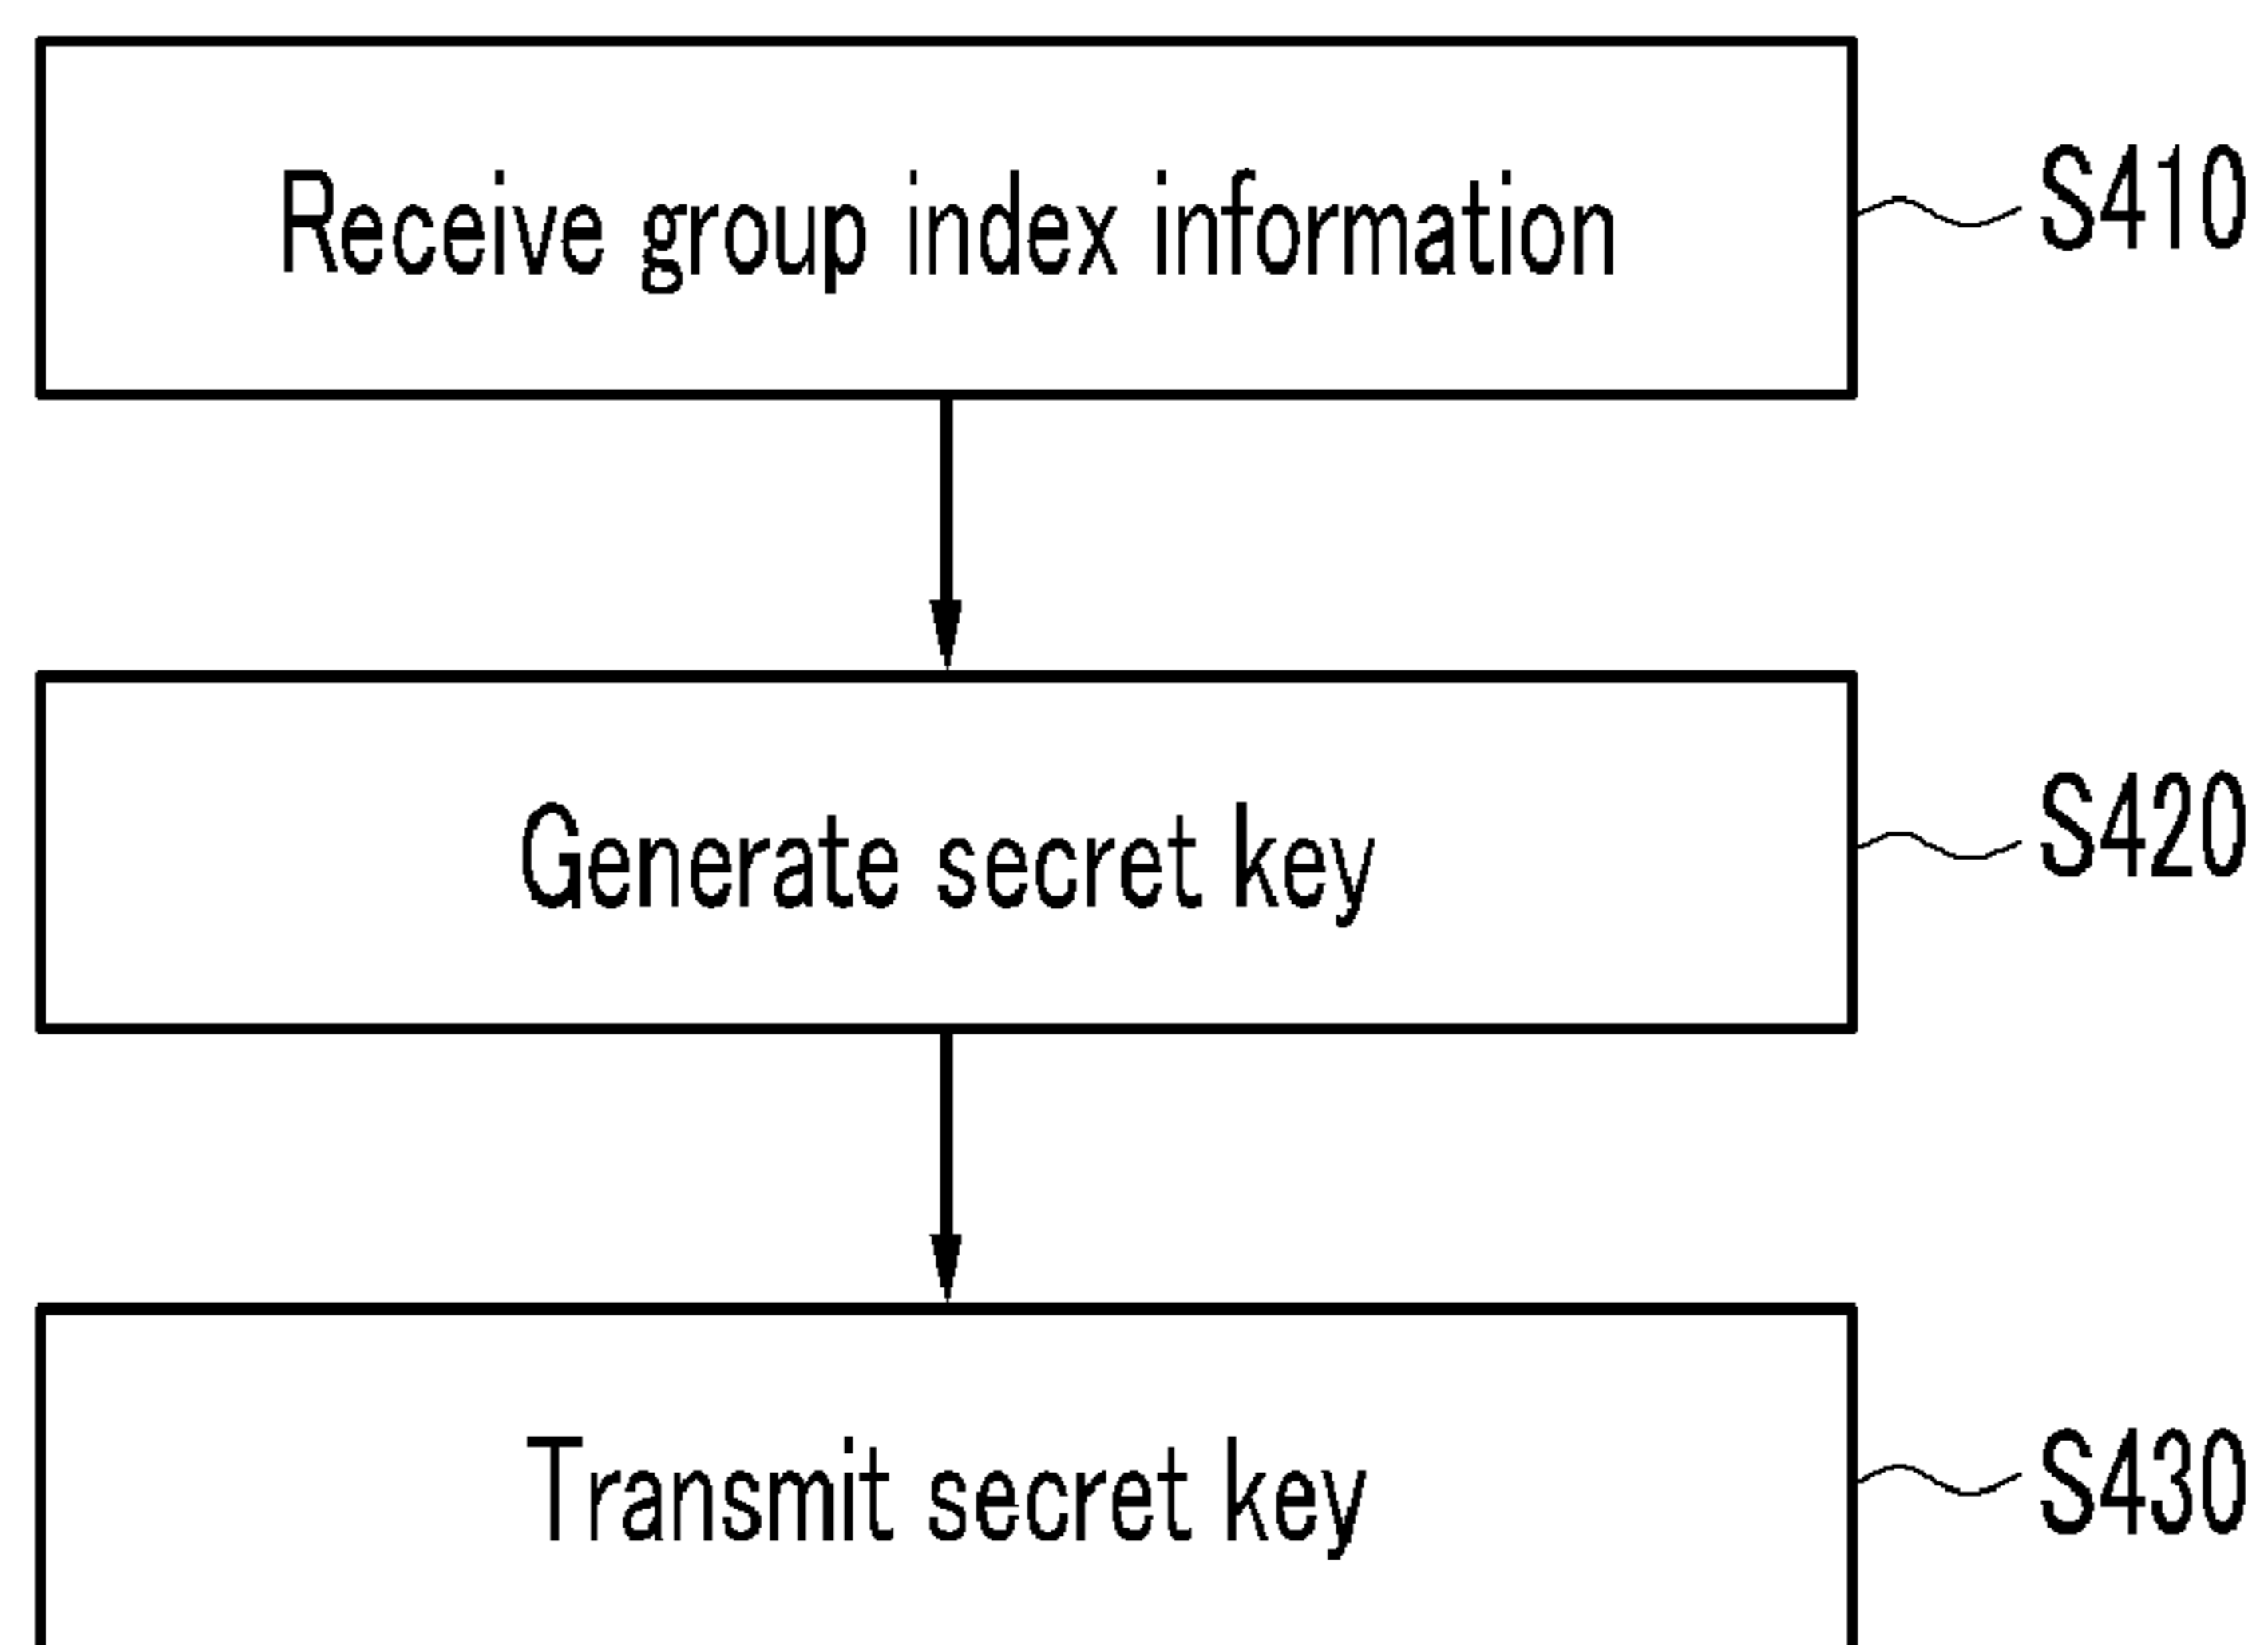 Receive group index information S410
Generate secret key S420
Transmit secret key S430